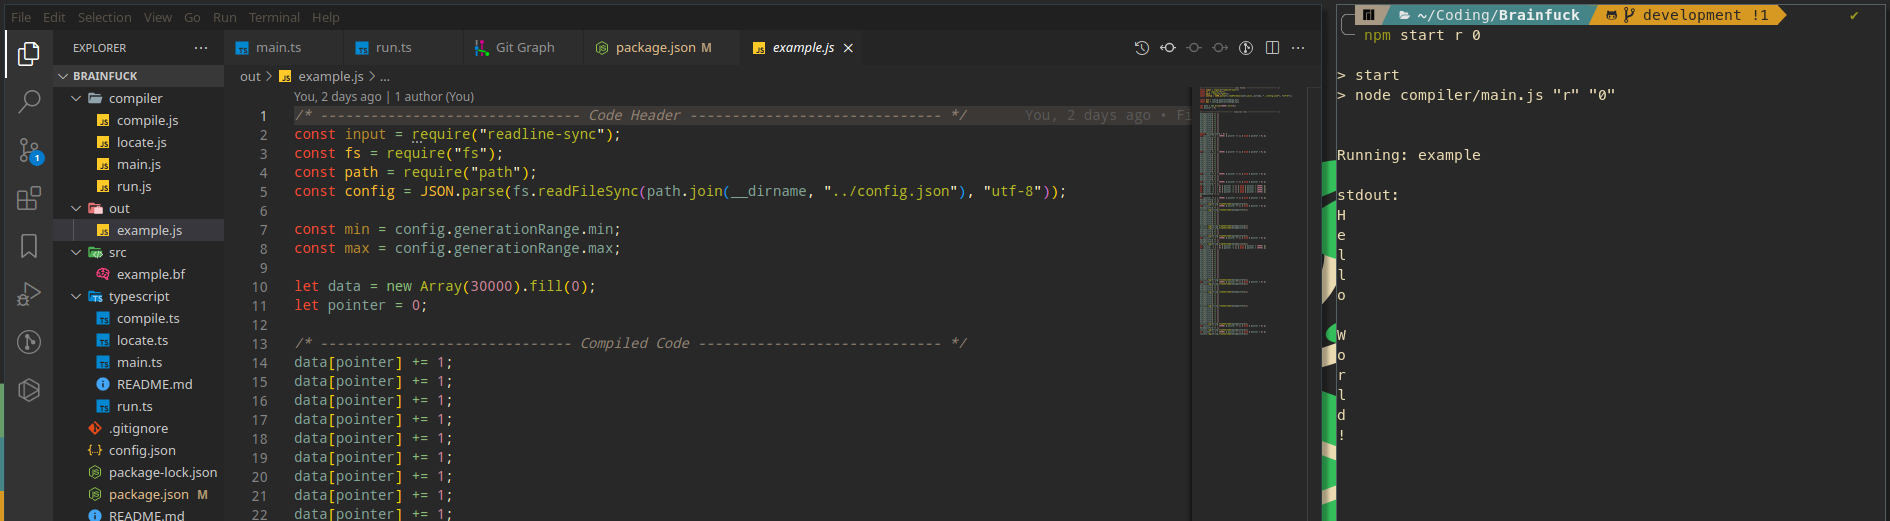 File Edit Selection View Go Run Terminal Help
EXPLORER ...
BRAINFUCK
compiler
compile.js
locate.js
main.js
run.js
out
example.js
src
example.bf
typescript
compile.ts
locate.ts
main.ts
README.md
run.ts
.gitignore
config.json
package-lock.json
package.json M
README.md
1
main.ts run.ts Git Graph package.json M example.js
out > example.js > ...
You, 2 days ago | 1 author (You)
1 /* ------------------------------- Code Header ------------------------------ */ You, 2 days ago • Fi
2 const input = require("readline-sync");
3 const fs = require("fs");
4 const path = require("path");
5 const config = JSON.parse(fs.readFileSync(path.join(__dirname, "../config.json"), "utf-8"));
6
7 const min = config.generationRange.min;
8 const max = config.generationRange.max;
9
10 let data = new Array(30000).fill(0);
11 let pointer = 0;
12
13 /* ------------------------------ Compiled Code ----------------------------- */
14 data[pointer] += 1;
15 data[pointer] += 1;
16 data[pointer] += 1;
17 data[pointer] += 1;
18 data[pointer] += 1;
19 data[pointer] += 1;
20 data[pointer] += 1;
21 data[pointer] += 1;
22 data[pointer] += 1;
~/Coding/Brainfuck development !1 ✔
npm start r 0
> start
> node compiler/main.js "r" "0"
Running: example
stdout:
H
e
l
l
o
W
o
r
l
d
!